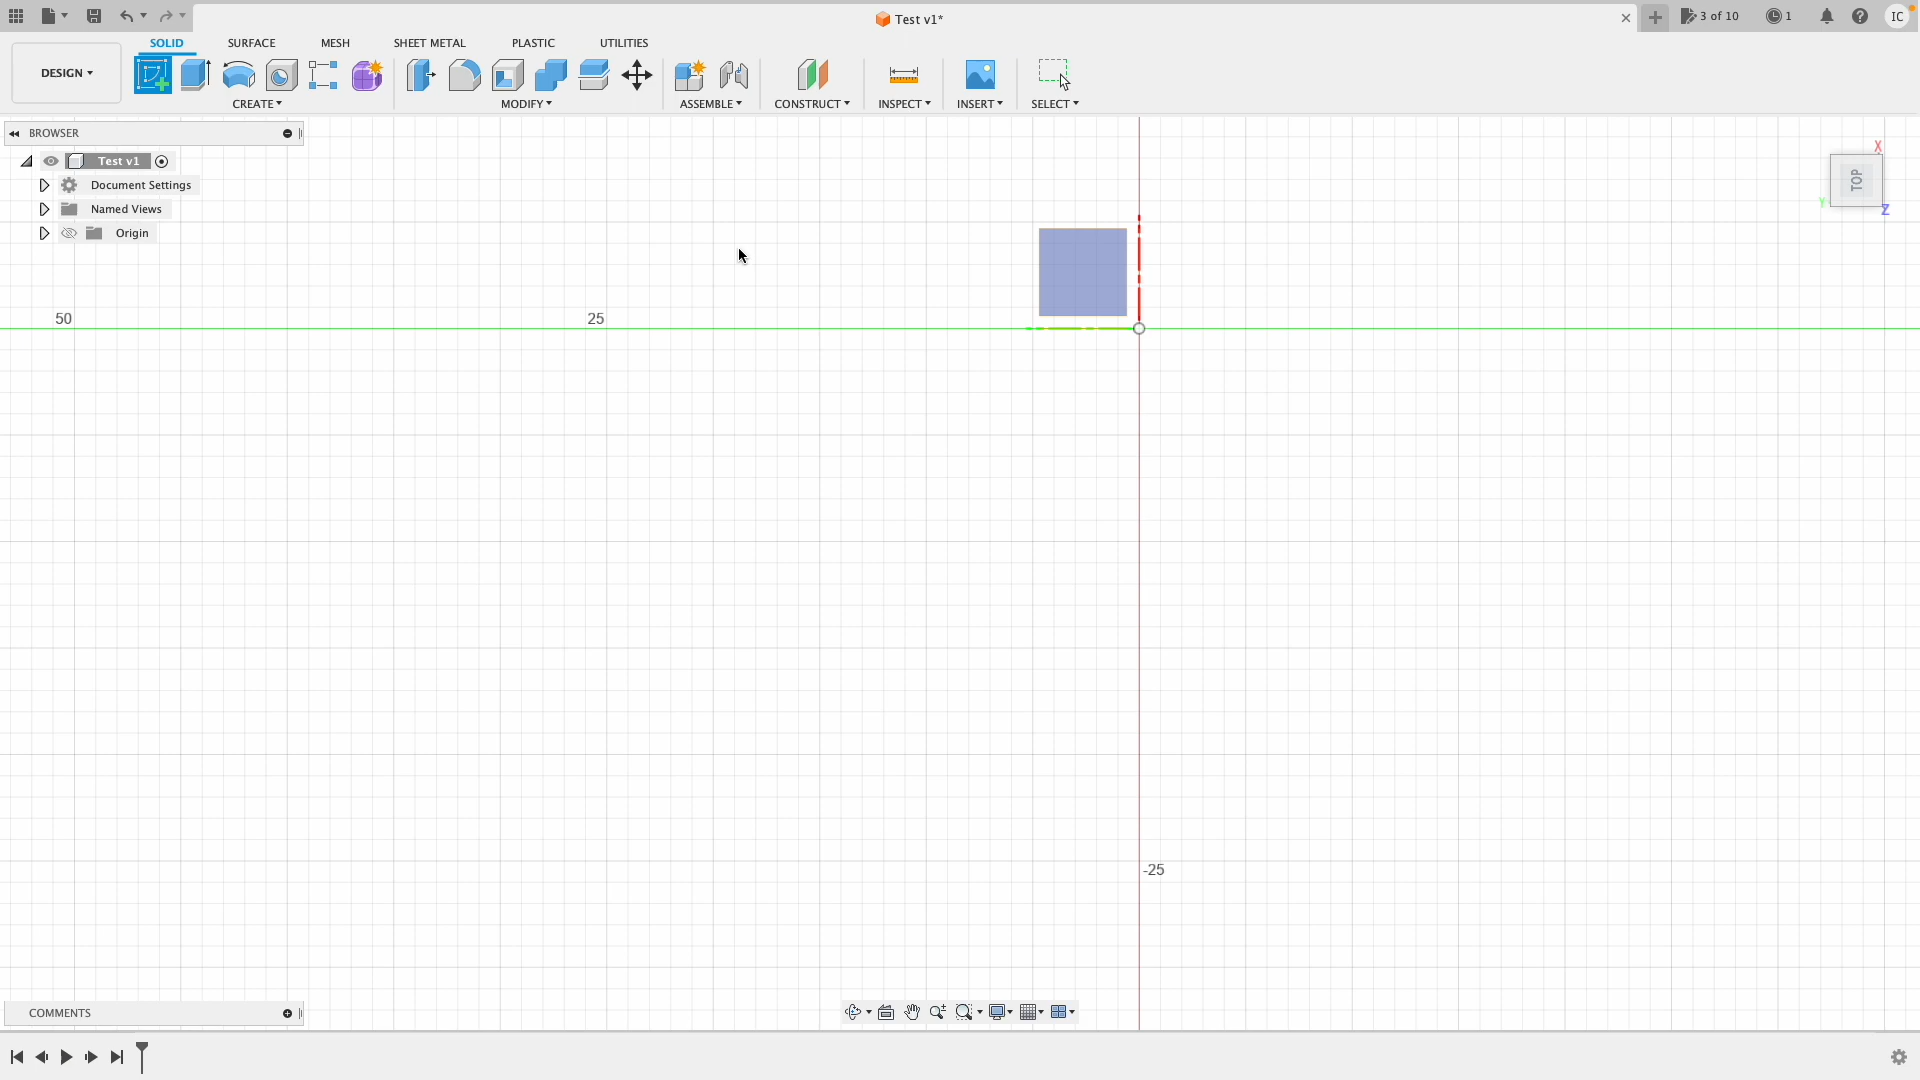 Test v1*
3 of 10
1
IC
SOLID
SURFACE
MESH
SHEET METAL
PLASTIC
UTILITIES
DESIGN
CREATE
MODIFY
ASSEMBLE
CONSTRUCT
INSPECT
INSERT
SELECT
BROWSER
Test v1
Document Settings
Named Views
Origin
X
TOP
Y
Z
50
25
-25
COMMENTS